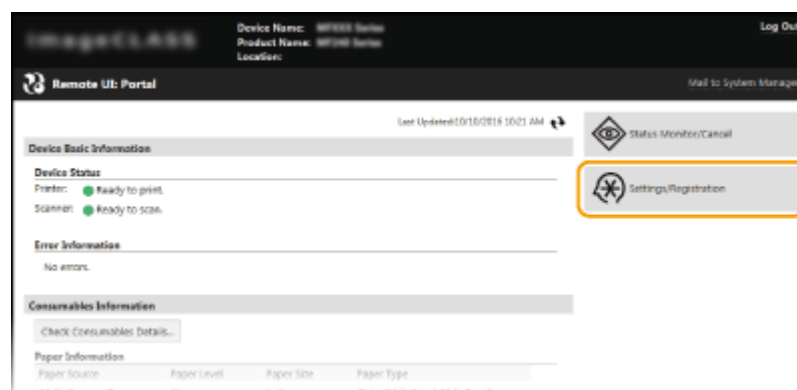 imageCLASS
Device Name:
Product Name:
Location:
Log Out
Remote UI: Portal
Mail to System Manager
Last Updated:10/10/2016 10:21 AM
Status Monitor/Cancel
Settings/Registration
Device Basic Information
Device Status
Printer: Ready to print.
Scanner: Ready to scan.
Error Information
No errors.
Consumables Information
Check Consumables Details...
Paper Information
Paper Source Paper Level Paper Size Paper Type